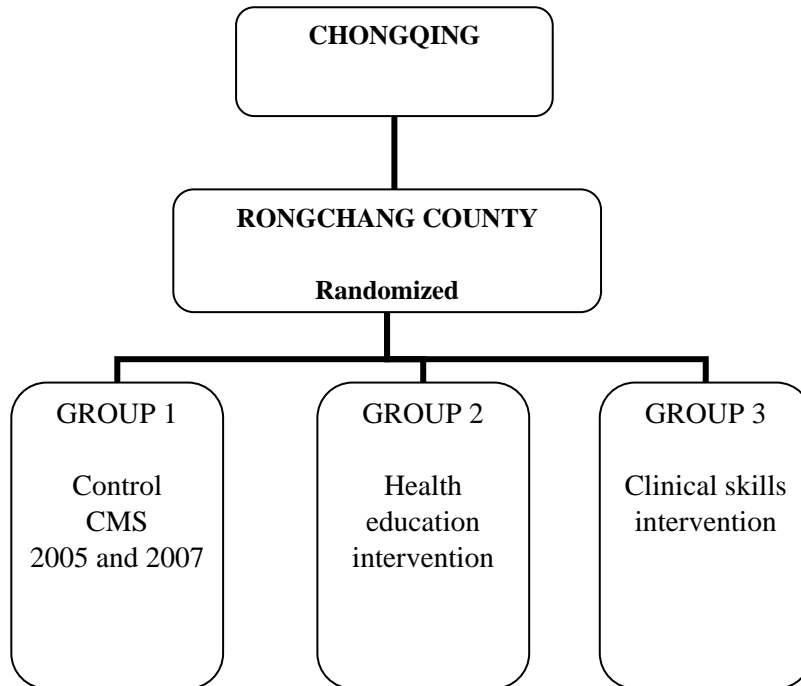 CHONGQING
RONGCHANG COUNTY
Randomized
GROUP 1
Control
CMS
2005 and 2007
GROUP 2
Health
education
intervention
GROUP 3
Clinical skills
intervention